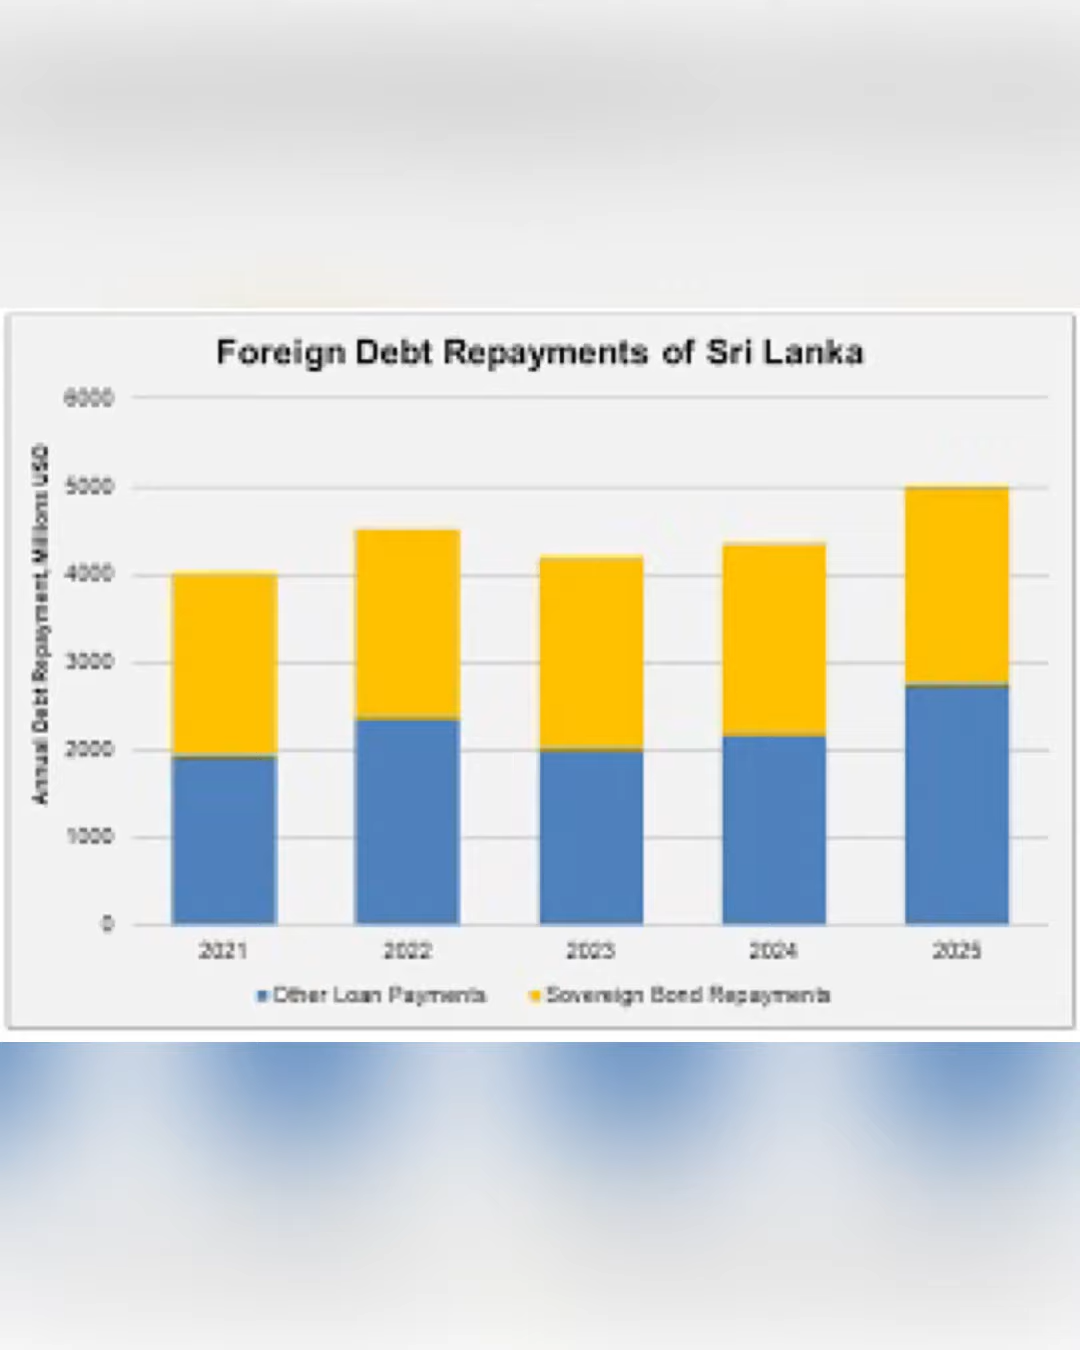 Foreign Debt Repayments of Sri Lanka
Annual Debt Repayment, Millions USD
6000
5000
4000
3000
2000
1000
0
2021 2022 2023 2024 2025
Other Loan Payments Sovereign Bond Repayments